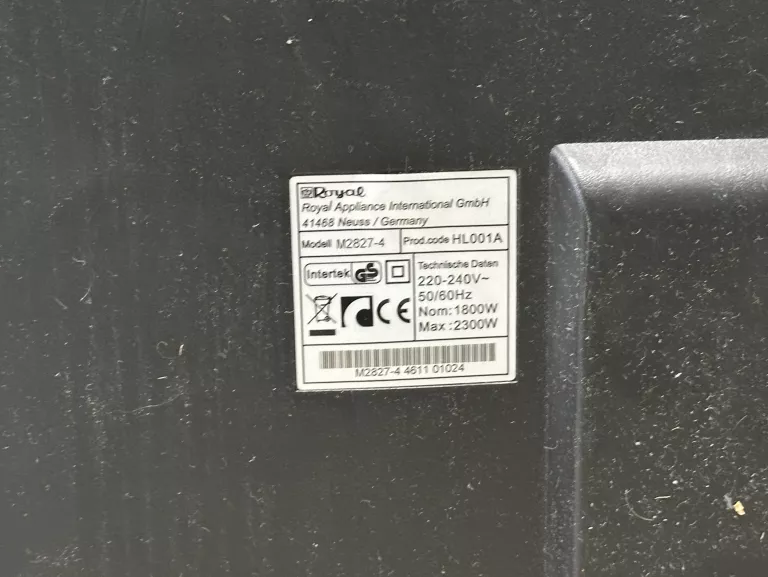 Royal
Royal Appliance International GmbH
41468 Neuss / Germany
Modell M2827-4 Prod.code HL001A
Intertek GS
Technische Daten
220-240V~
50/60Hz
Nom:1800W
Max:2300W
CE
M2827-4 4611 01024